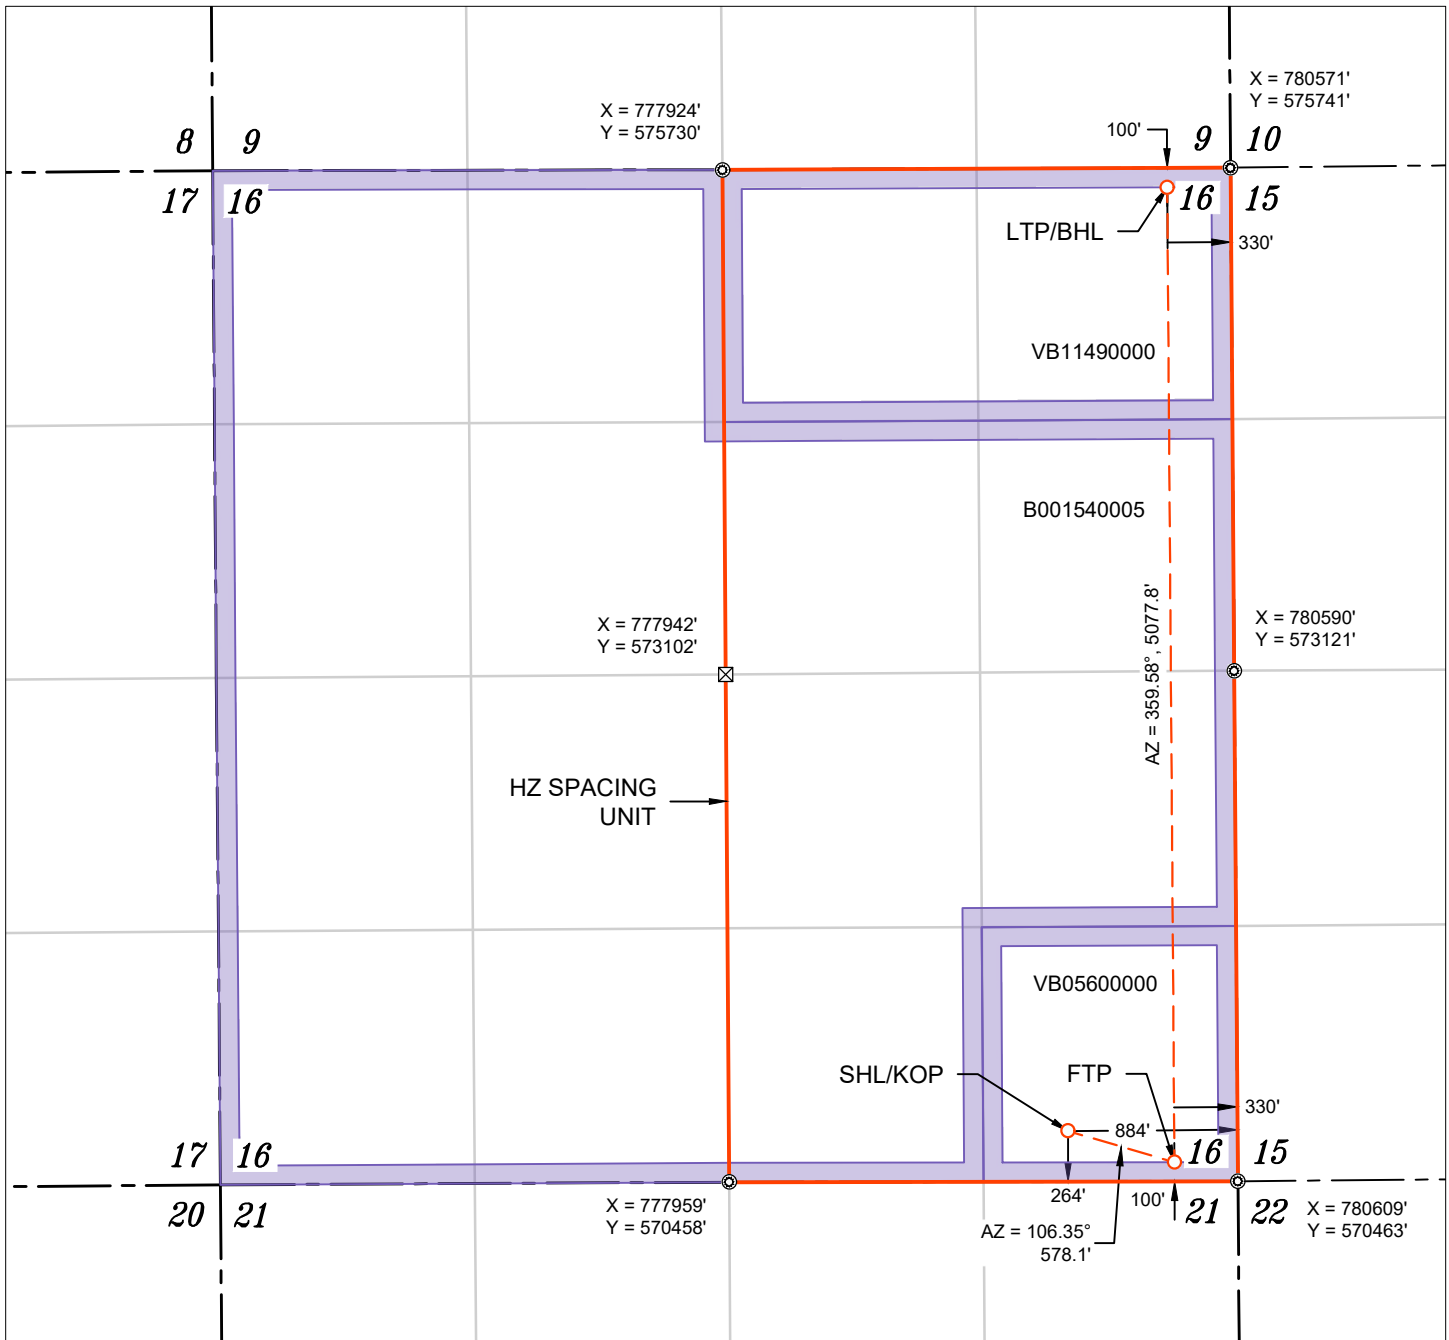 X = 780571'
Y = 575741'
X = 777924'
Y = 575730'
100'
8 9
9 10
17 16
16 15
LTP/BHL
330'
VB11490000
B001540005
AZ = 359.58°, 5077.8'
X = 777942'
Y = 573102'
X = 780590'
Y = 573121'
HZ SPACING
UNIT
VB05600000
SHL/KOP
FTP
330'
884'
17 16
16 15
264'
100'
20 21
21 22
X = 777959'
Y = 570458'
X = 780609'
Y = 570463'
AZ = 106.35°
578.1'